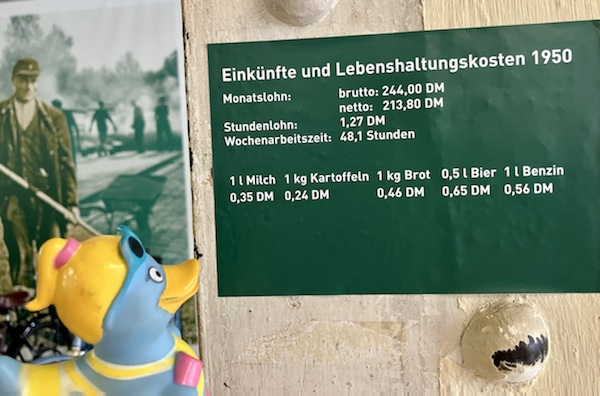 Einkünfte und Lebenshaltungskosten 1950
Monatslohn: brutto: 244,00 DM
netto: 213,80 DM
Stundenlohn: 1,27 DM
Wochenarbeitszeit: 48,1 Stunden
1 l Milch 1 kg Kartoffeln 1 kg Brot 0,5 l Bier 1 l Benzin
0,35 DM 0,24 DM 0,46 DM 0,65 DM 0,56 DM